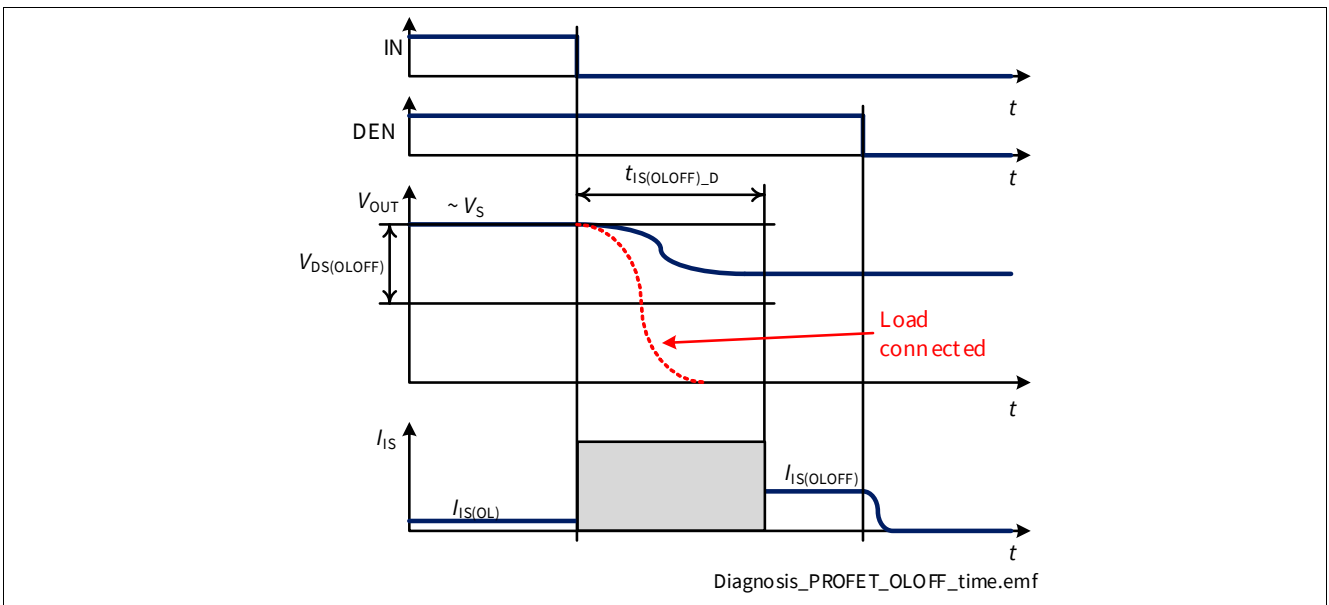 IN
t
DEN
t
tIS(OLOFF)_D
VOUT
~ VS
VDS(OLOFF)
Load
connected
t
IIS
IIS(OLOFF)
IIS(OL)
t
Diagnosis_PROFET_OLOFF_time.emf